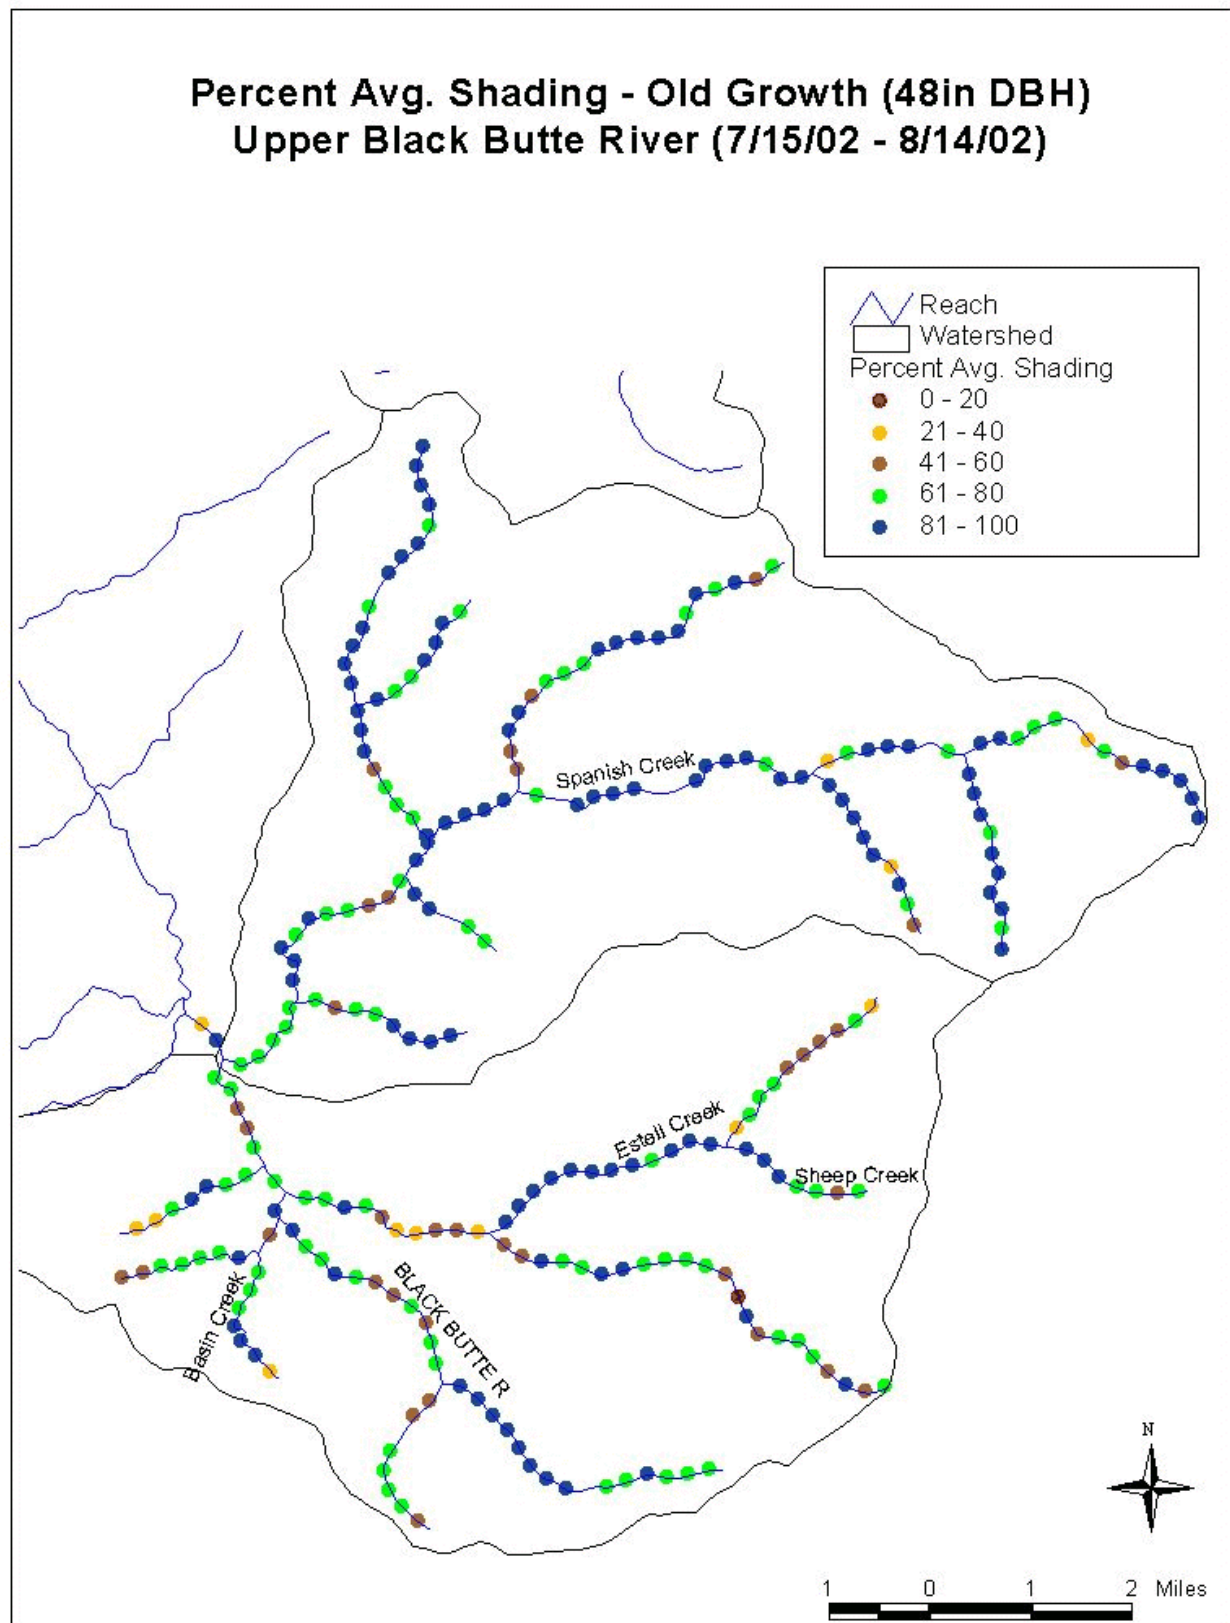 Percent Avg. Shading - Old Growth (48in DBH)
Upper Black Butte River (7/15/02 - 8/14/02)
Reach
Watershed
Percent Avg. Shading
0 - 20
21 - 40
41 - 60
61 - 80
81 - 100
Spanish Creek
Estell Creek
Sheep Creek
BLACK BUTTE R
Basin Creek
N
1 0 1 2 Miles